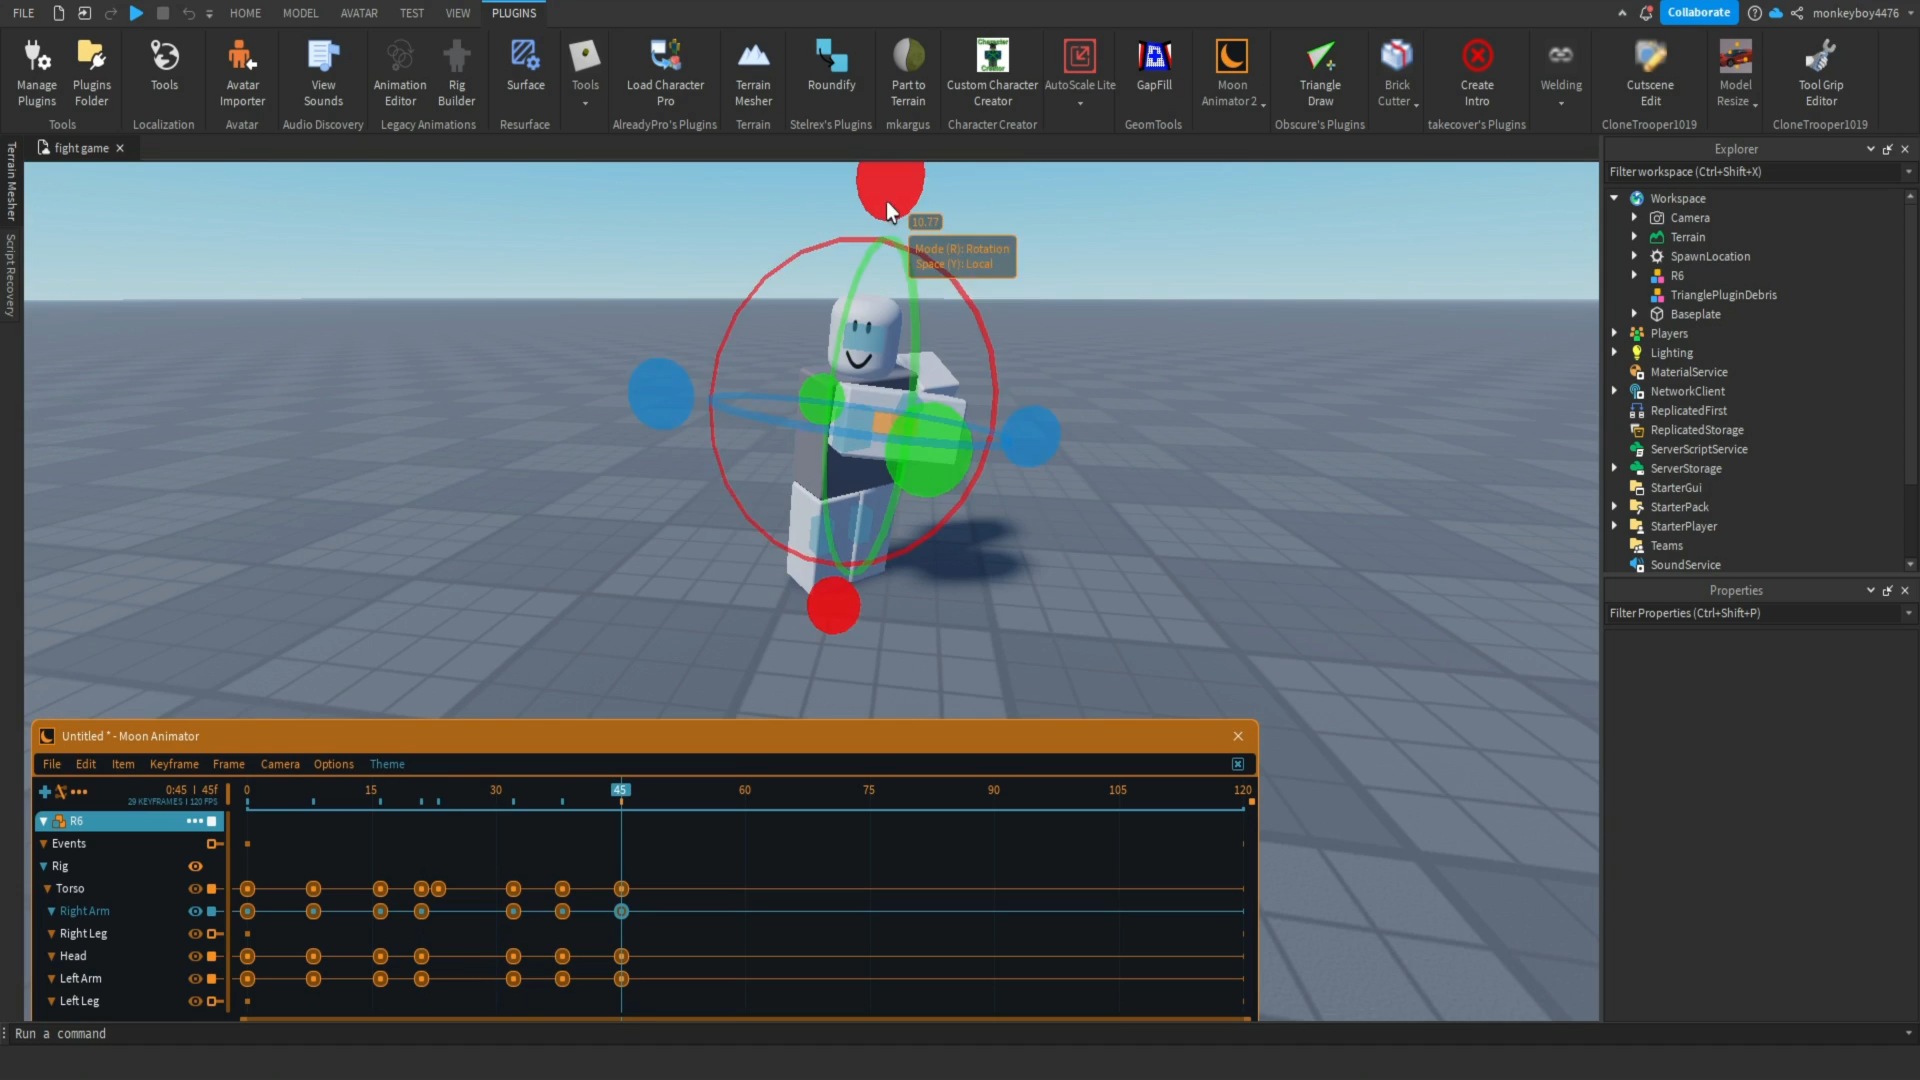 FILE
HOME
MODEL
AVATAR
TEST
VIEW
PLUGINS
Collaborate
monkeyboy4476
Manage Plugins
Plugins Folder
Tools
Avatar Importer
View Sounds
Animation Editor
Rig Builder
Surface
Tools
Load Character Pro
Terrain Mesher
Roundify
Part to Terrain
Custom Character Creator
AutoScale Lite
GapFill
Moon Animator 2
Triangle Draw
Brick Cutter
Create Intro
Welding
Cutscene Edit
Model Resize
Tool Grip Editor
Tools
Localization
Avatar
Audio Discovery
Legacy Animations
Resurface
AlreadyPro's Plugins
Terrain
Stelrex's Plugins
mkargus
Character Creator
GeomTools
Obscure's Plugins
takecover's Plugins
CloneTrooper1019
CloneTrooper1019
Terrain Mesher
Script Recovery
fight game
10.77
Mode (R): Rotation
Space (Y): Local
Explorer
Filter workspace (Ctrl+Shift+X)
Workspace
Camera
Terrain
SpawnLocation
R6
TrianglePluginDebris
Baseplate
Players
Lighting
MaterialService
NetworkClient
ReplicatedFirst
ReplicatedStorage
ServerScriptService
ServerStorage
StarterGui
StarterPack
StarterPlayer
Teams
SoundService
Properties
Filter Properties (Ctrl+Shift+P)
Untitled * - Moon Animator
File Edit Item Keyframe Frame Camera Options Theme
0:45 | 45f
29 KEYFRAMES | 120 FPS
0 15 30 45 60 75 90 105 120
R6
Events
Rig
Torso
Right Arm
Right Leg
Head
Left Arm
Left Leg
Run a command